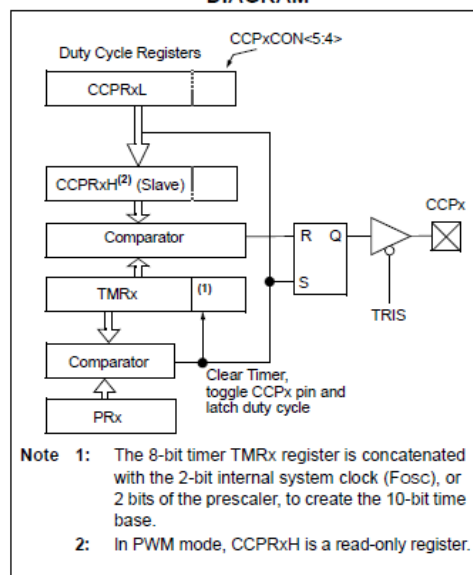 DIAGRAM
Duty Cycle Registers
CCPxCON<5:4>
CCPRxL
CCPRxH(2) (Slave)
CCPx
Comparator
R Q
TMRx (1)
S
TRIS
Comparator
Clear Timer,
toggle CCPx pin and
latch duty cycle
PRx
Note 1: The 8-bit timer TMRx register is concatenated
with the 2-bit internal system clock (FOSC), or
2 bits of the prescaler, to create the 10-bit time
base.
2: In PWM mode, CCPRxH is a read-only register.